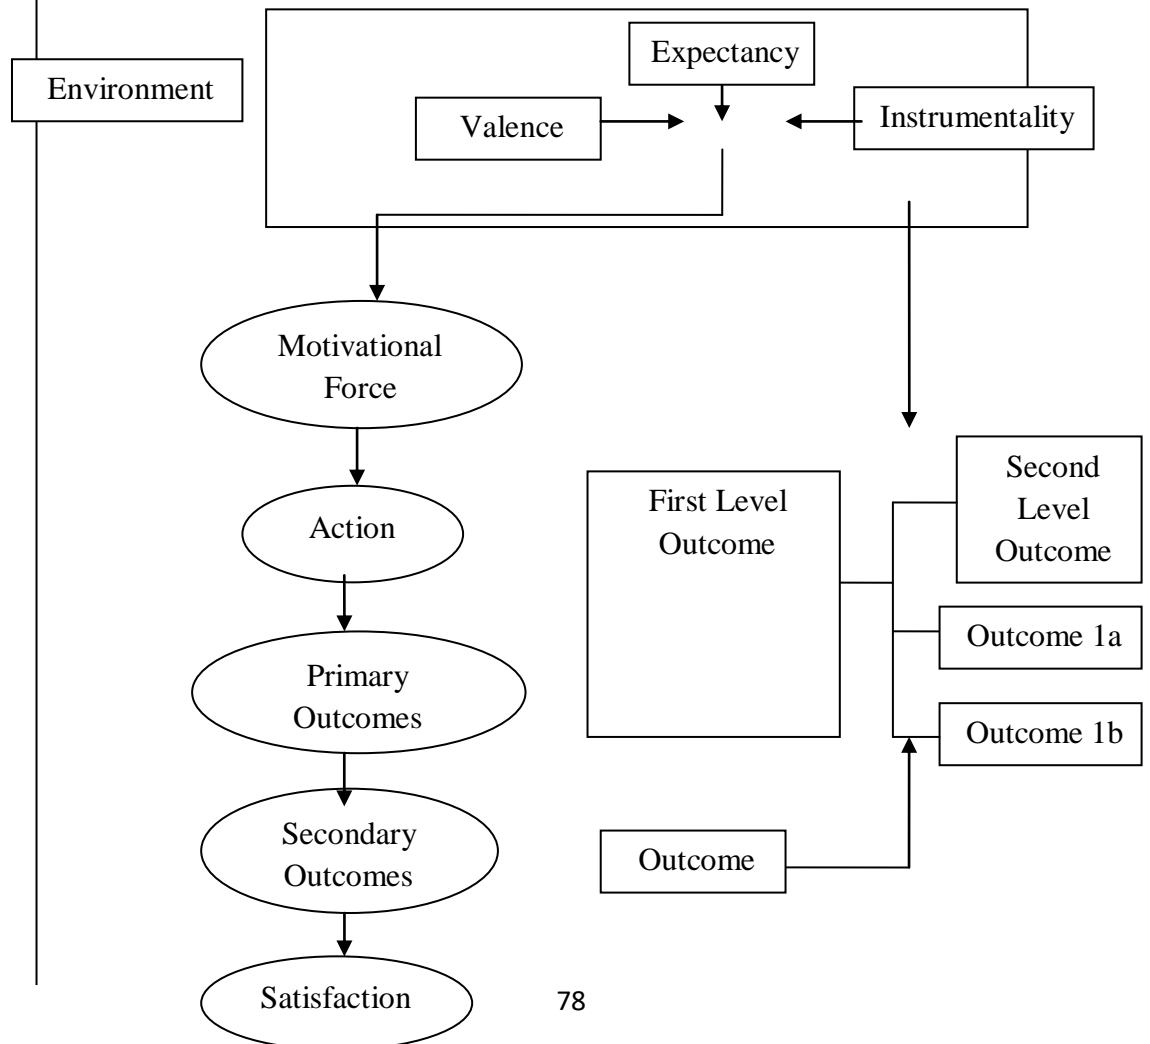 Expectancy
Environment
Valence
Instrumentality
Motivational
Force
Action
First Level
Outcome
Second
Level
Outcome
Outcome 1a
Primary
Outcomes
Outcome 1b
Secondary
Outcomes
Outcome
Satisfaction
78